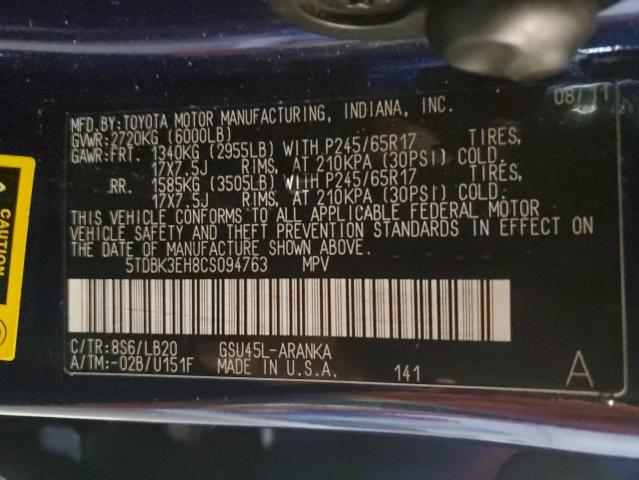 MFD.BY:TOYOTA MOTOR MANUFACTURING, INDIANA, INC. 08/11
GVWR:2720KG (6000LB)
GAWR:FRT. 1340KG (2955LB) WITH P245/65R17 TIRES,
17X7.5J RIMS, AT 210KPA (30PSI) COLD.
RR. 1585KG (3505LB) WITH P245/65R17 TIRES,
17X7.5J RIMS, AT 210KPA (30PSI) COLD.
THIS VEHICLE CONFORMS TO ALL APPLICABLE FEDERAL MOTOR
VEHICLE SAFETY AND THEFT PREVENTION STANDARDS IN EFFECT ON
THE DATE OF MANUFACTURE SHOWN ABOVE.
5TDBK3EH8CS094763 MPV
C/TR:8S6/LB20 GSU45L-ARANKA
A/TM:-02B/U151F MADE IN U.S.A. 141 A
CAUTION